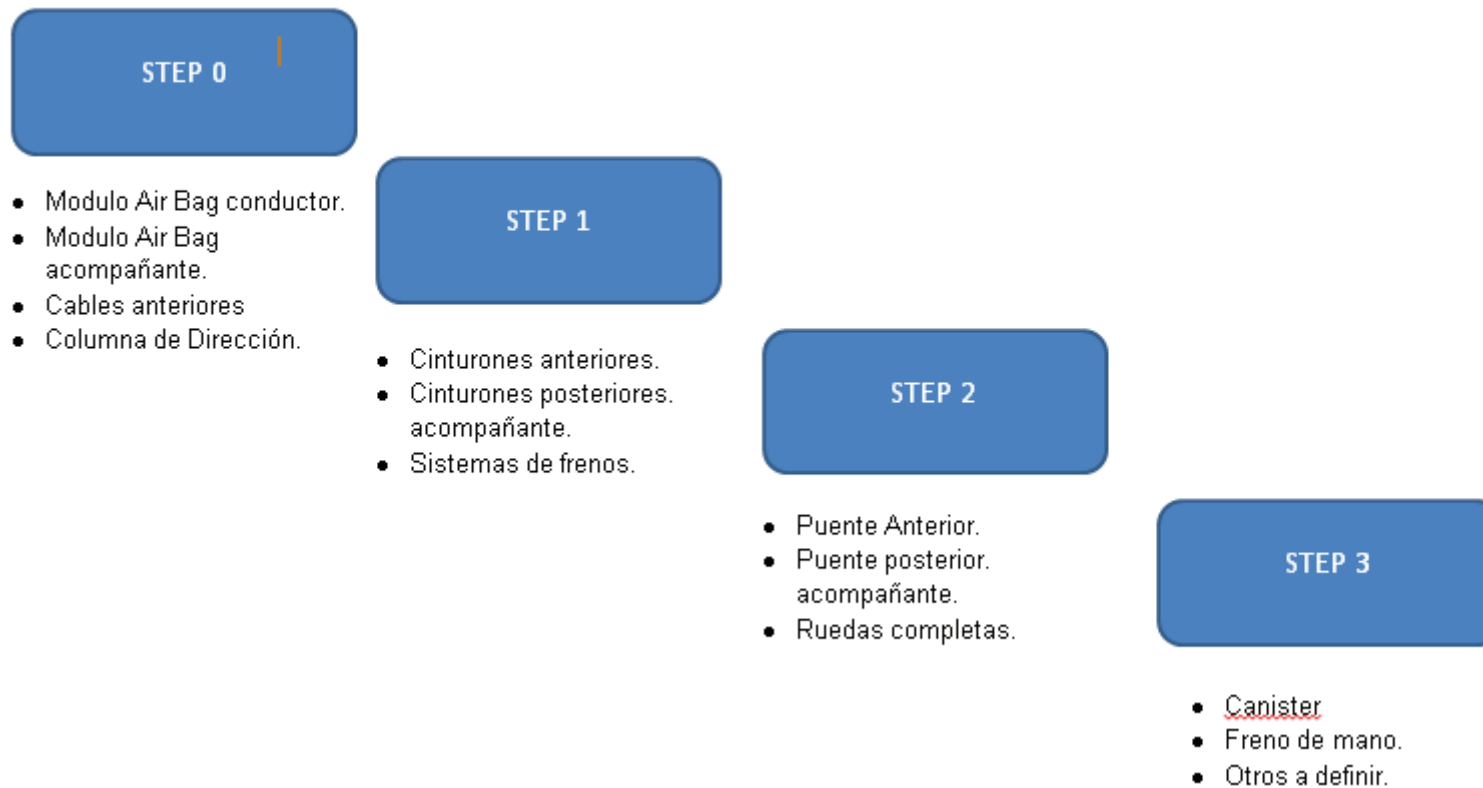 STEP 0
• Modulo Air Bag conductor.
• Modulo Air Bag
acompañante.
• Cables anteriores
• Columna de Dirección.
STEP 1
• Cinturones anteriores.
• Cinturones posteriores.
acompañante.
• Sistemas de frenos.
STEP 2
• Puente Anterior.
• Puente posterior.
acompañante.
• Ruedas completas.
STEP 3
• Canister
• Freno de mano.
• Otros a definir.